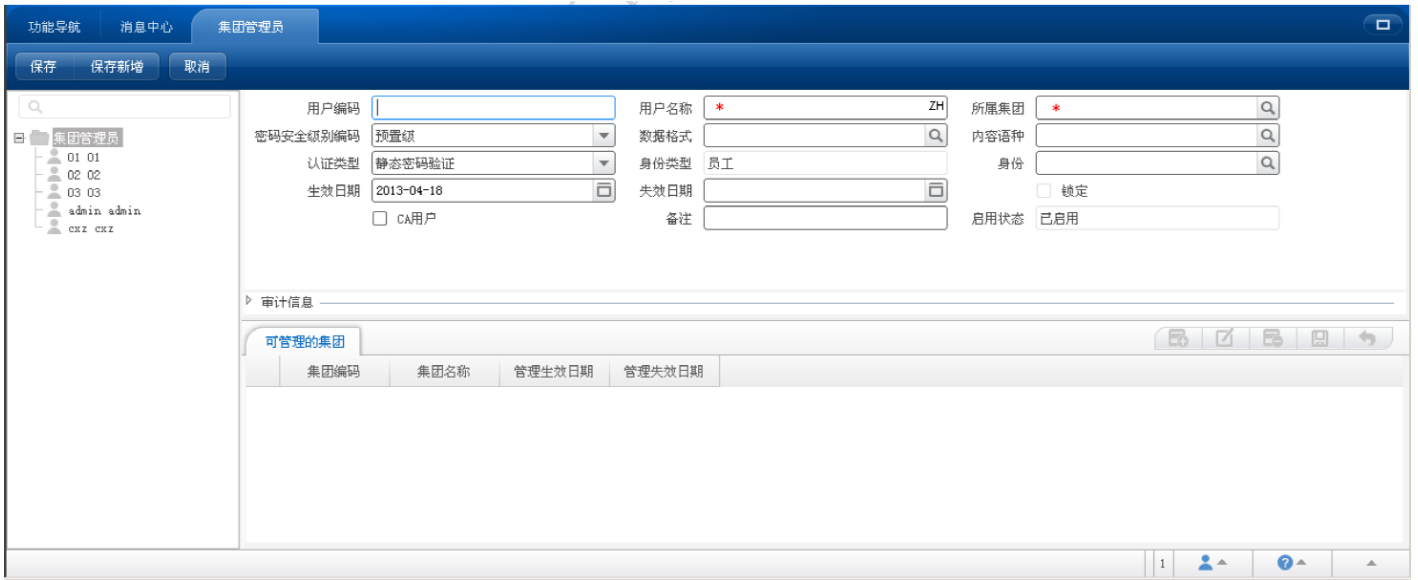 功能导航 消息中心 集团管理员
保存 保存新增 取消
用户编码 用户名称 * ZH 所属集团 *
集团管理员 密码安全级别编码 预置级 数据格式 内容语种
01 01 认证类型 静态密码验证 身份类型 员工 身份
02 02
03 03 生效日期 2013-04-18 失效日期 锁定
admin admin CA用户 备注 启用状态 已启用
cxz cxz
审计信息
可管理的集团
集团编码 集团名称 管理生效日期 管理失效日期
1